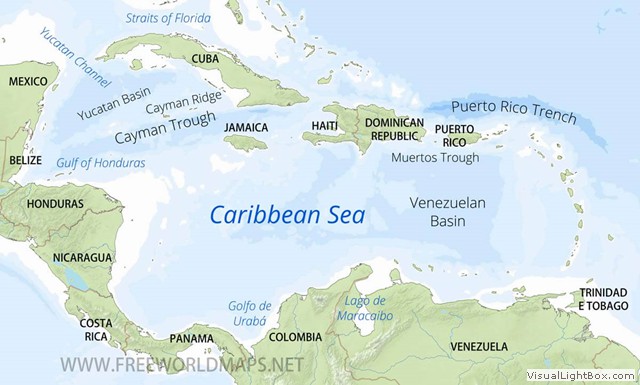 Straits of Florida
Yucatan Channel
MEXICO
CUBA
Yucatan Basin
Cayman Ridge
Cayman Trough
Puerto Rico Trench
JAMAICA
HAITI
DOMINICAN
REPUBLIC
PUERTO
RICO
BELIZE
Gulf of Honduras
Muertos Trough
HONDURAS
Caribbean Sea
Venezuelan
Basin
NICARAGUA
Golfo de
Urabá
Lago de
Maracaibo
TRINIDAD
E TOBAGO
COSTA
RICA
PANAMA
COLOMBIA
VENEZUELA
WWW.FREEWORLDMAPS.NET
VisualLightBox.com